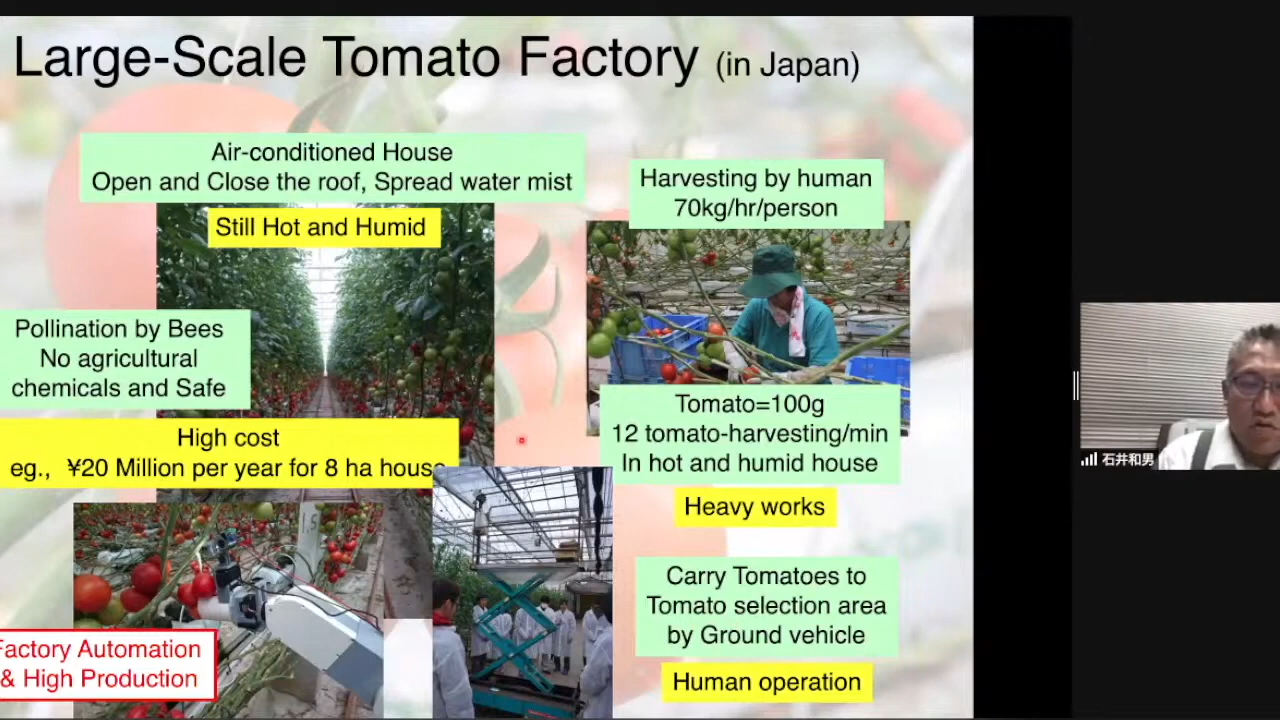 Large-Scale Tomato Factory (in Japan)
Air-conditioned House
Open and Close the roof, Spread water mist
Still Hot and Humid
Harvesting by human
70kg/hr/person
Pollination by Bees
No agricultural
chemicals and Safe
High cost
eg., ¥20 Million per year for 8 ha house
Tomato=100g
12 tomato-harvesting/min
In hot and humid house
Heavy works
Carry Tomatoes to
Tomato selection area
by Ground vehicle
Human operation
Factory Automation
& High Production
石井和男